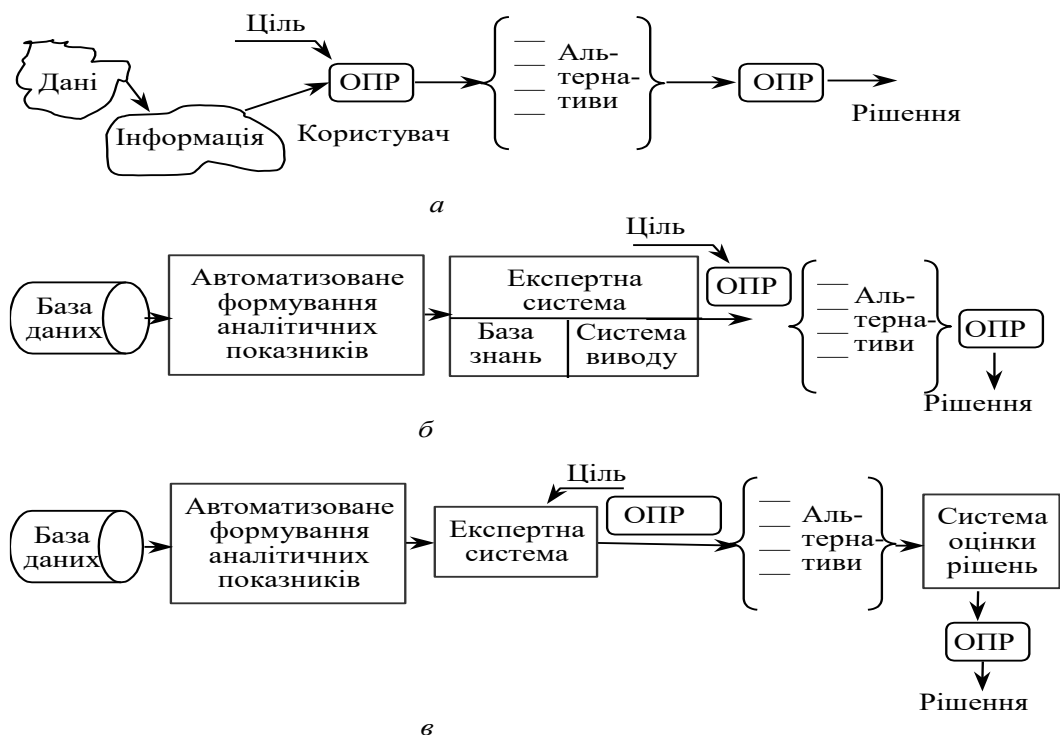 Ціль
Дані
Інформація
ОПР
Користувач
Аль-
терна-
тиви
ОПР
Рішення
а
Ціль
База
даних
Автоматизоване
формування
аналітичних
показників
Експертна
система
База
знань
Система
виводу
ОПР
Аль-
терна-
тиви
ОПР
Рішення
б
Ціль
База
даних
Автоматизоване
формування
аналітичних
показників
Експертна
система
ОПР
Аль-
терна-
тиви
Система
оцінки
рішень
ОПР
Рішення
в